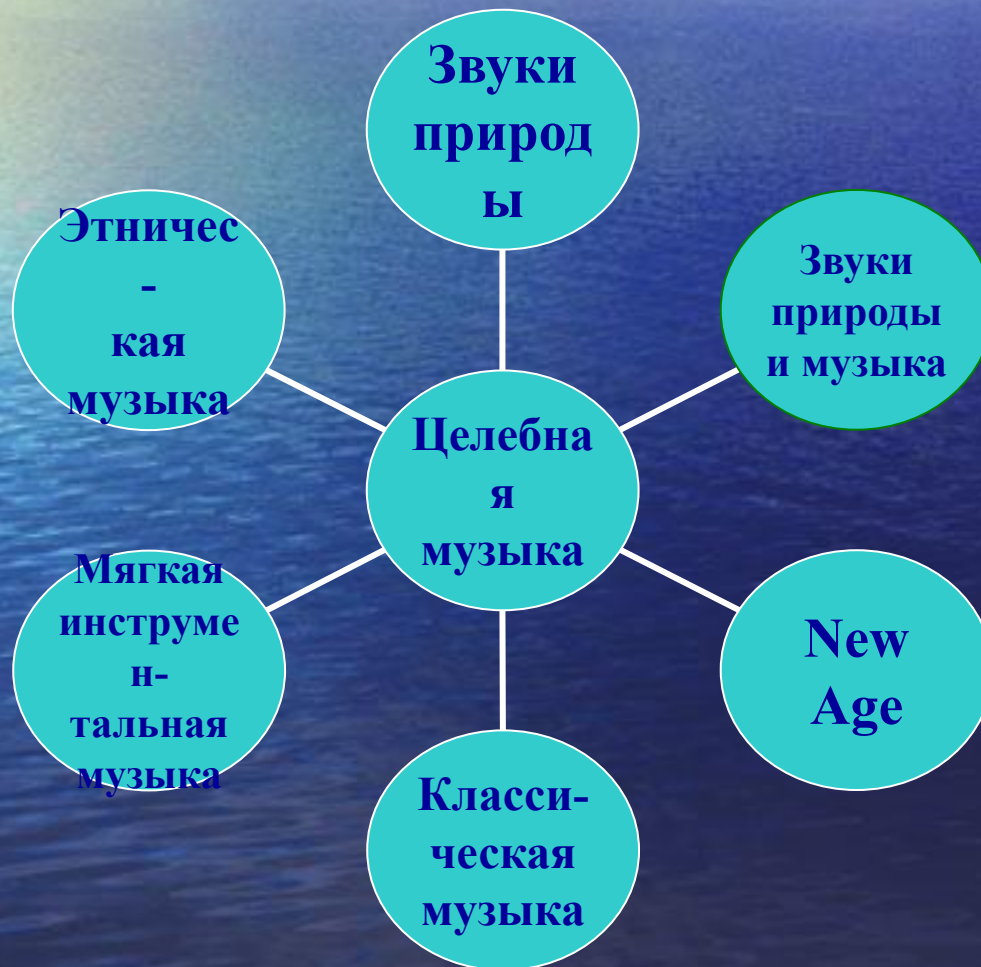 Звуки
природ
ы
Этничес
-
кая
музыка
Звуки
природы
и музыка
Целебна
я
музыка
Мягкая
инструме
н-
тальная
музыка
New
Age
Класси-
ческая
музыка